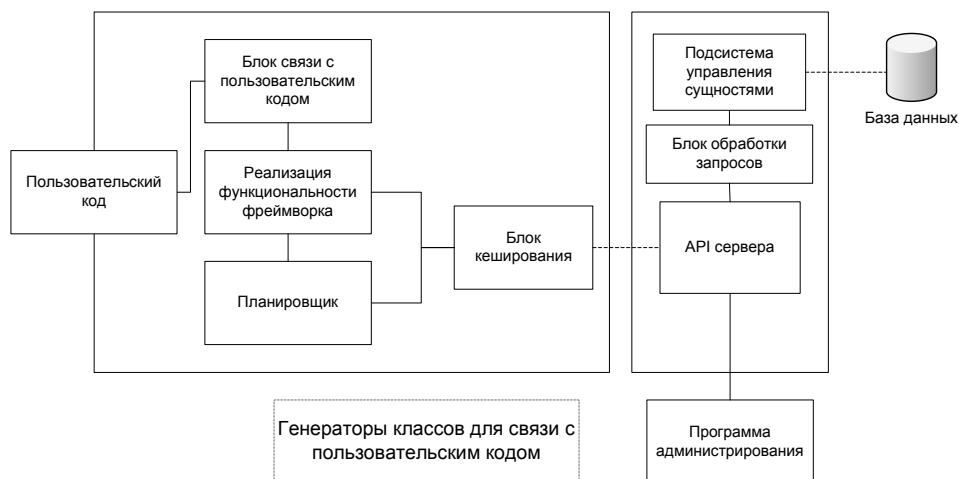 Блок связи с
пользовательским
кодом
Пользовательский
код
Реализация
функциональности
фреймворка
Планировщик
Блок
кеширования
Подсистема
управления
сущностями
База данных
Блок обработки
запросов
API сервера
Генераторы классов для связи с
пользовательским кодом
Программа
администрирования